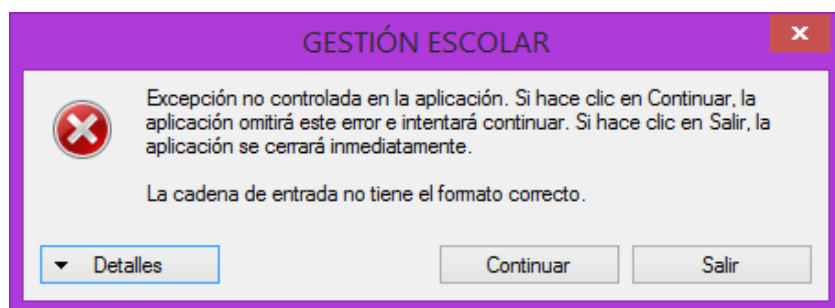 GESTIÓN ESCOLAR
x
Excepción no controlada en la aplicación. Si hace clic en Continuar, la
aplicación omitirá este error e intentará continuar. Si hace clic en Salir, la
aplicación se cerrará inmediatamente.
La cadena de entrada no tiene el formato correcto.
Detalles
Continuar
Salir